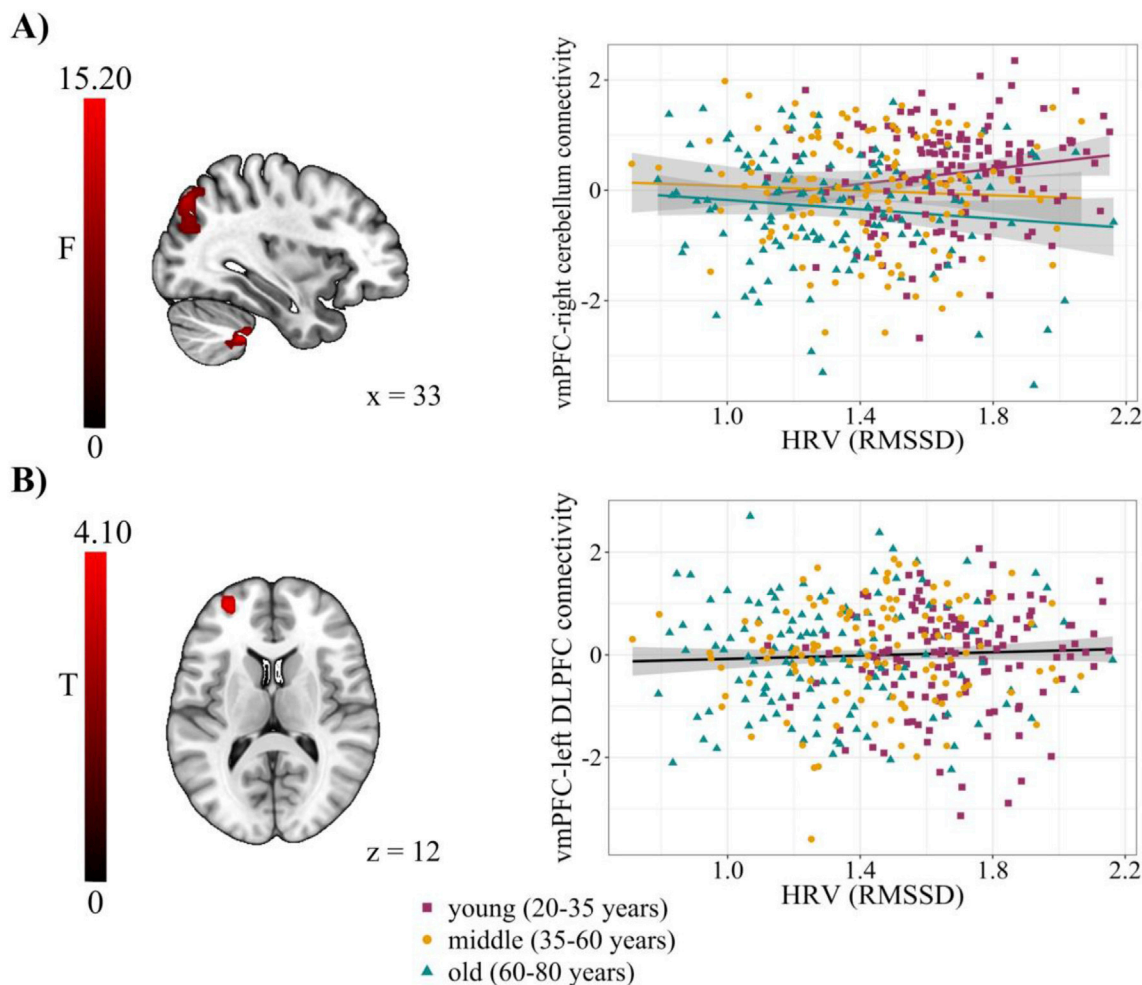 A)
15.20
F
0
x = 33
vmPFC-right cerebellum connectivity
2
0
-2
1.0 1.4 1.8 2.2
HRV (RMSSD)
B)
4.10
T
0
z = 12
vmPFC-left DLPFC connectivity
2
0
-2
1.0 1.4 1.8 2.2
HRV (RMSSD)
young (20-35 years)
middle (35-60 years)
old (60-80 years)